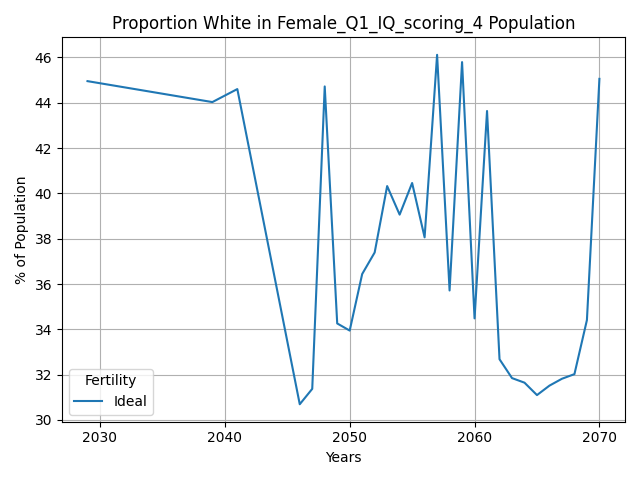 Proportion White in Female_Q1_IQ_scoring_4 Population
46
44
42
40
38
36
34
32
30
% of Population
Fertility
Ideal
2030 2040 2050 2060 2070
Years